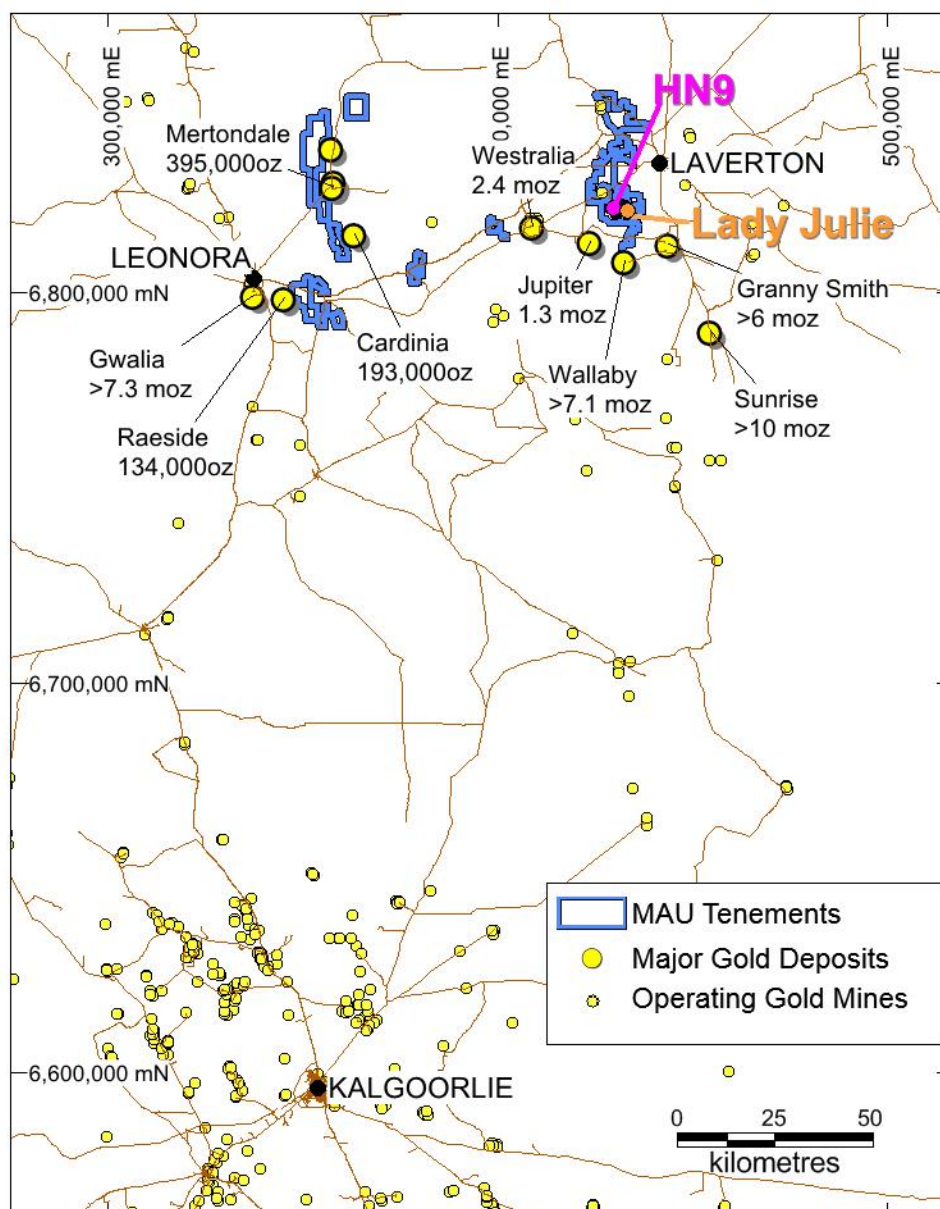 300,000 mE
0,000 mE
500,0
HN9
Mertondale
395,000oz
Westralia
2.4 moz
LAVERTON
Lady Julie
LEONORA
6,800,000 mN
Jupiter
1.3 moz
Granny Smith
>6 moz
Gwalia
>7.3 moz
Cardinia
193,000oz
Wallaby
>7.1 moz
Sunrise
>10 moz
Raeside
134,000oz
6,700,000 mN
MAU Tenements
Major Gold Deposits
Operating Gold Mines
6,600,000 mN
KALGOORLIE
0 25 50
kilometres